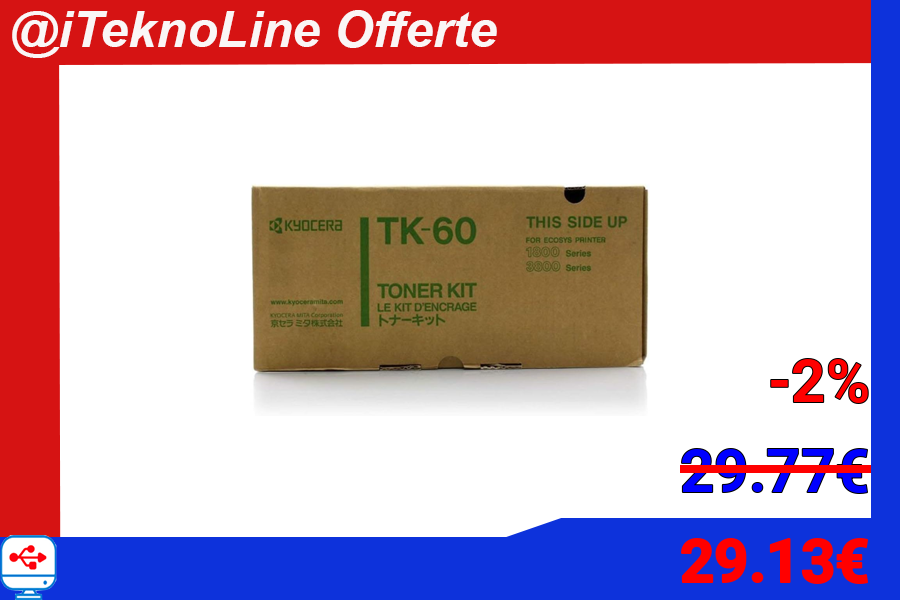 @iTeknoLine Offerte
KYOCERA
TK-60
THIS SIDE UP
FOR ECOSYS PRINTER
1800 Series
3800 Series
TONER KIT
LE KIT D'ENCRAGE
トナーキット
www.kyoceramita.com
KYOCERA MITA Corporation
京セラ ミタ株式会社
-2%
29.77€
29.13€